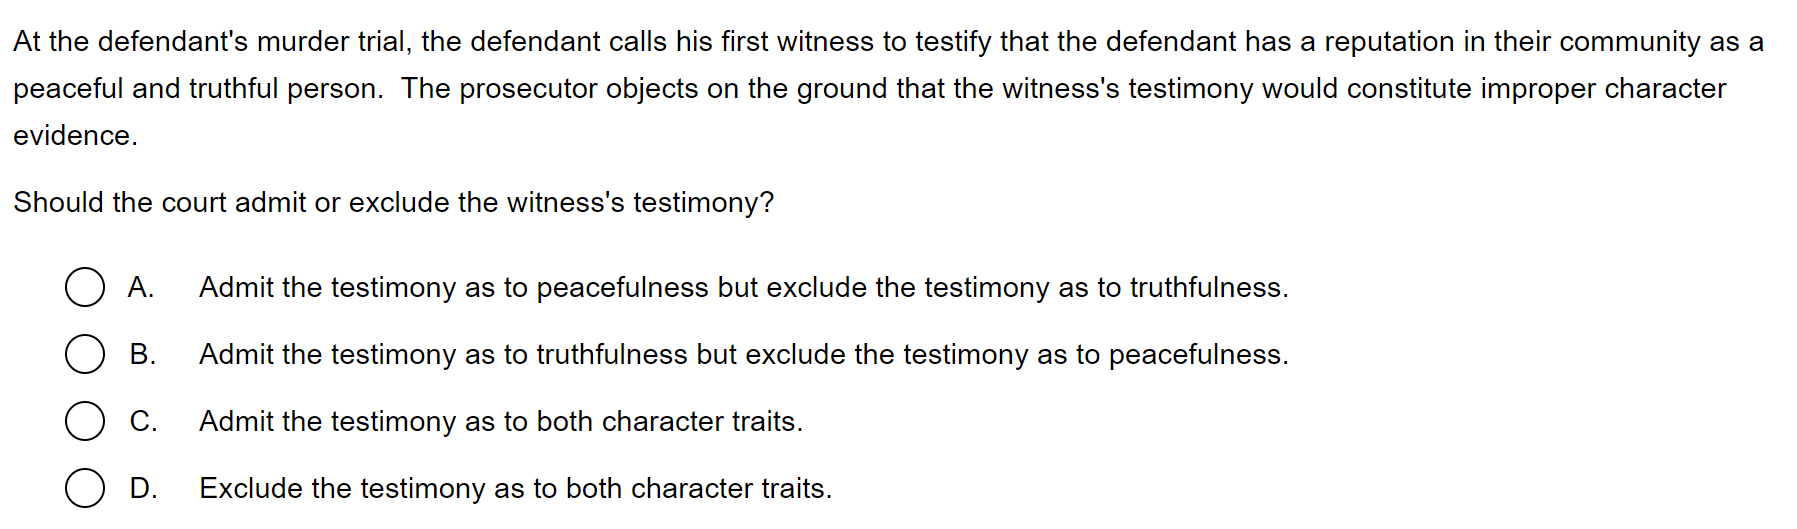 At the defendant's murder trial, the defendant calls his first witness to testify that the defendant has a reputation in their community as a
peaceful and truthful person.  The prosecutor objects on the ground that the witness's testimony would constitute improper character
evidence.
Should the court admit or exclude the witness's testimony?
A. Admit the testimony as to peacefulness but exclude the testimony as to truthfulness.
B. Admit the testimony as to truthfulness but exclude the testimony as to peacefulness.
C. Admit the testimony as to both character traits.
D. Exclude the testimony as to both character traits.